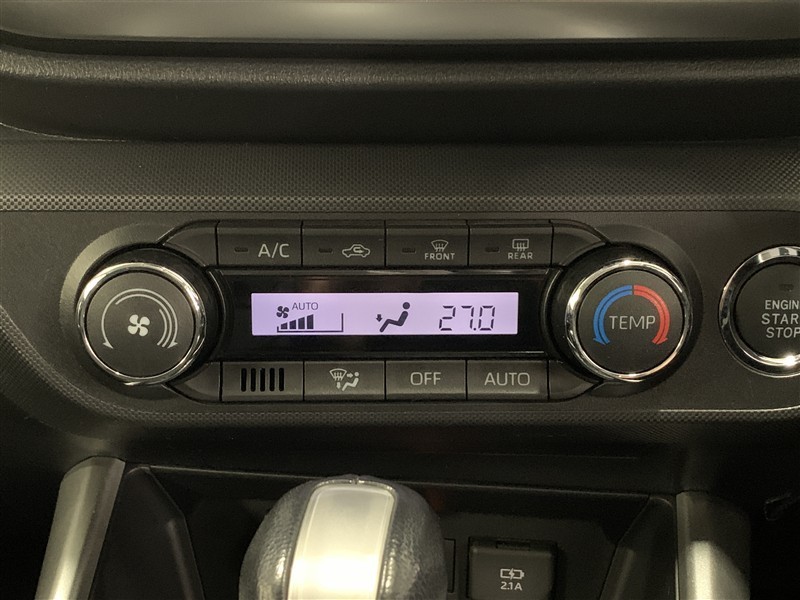 A/C
FRONT
REAR
AUTO
27.0
TEMP
ENGINE
START
STOP
OFF
AUTO
2.1A